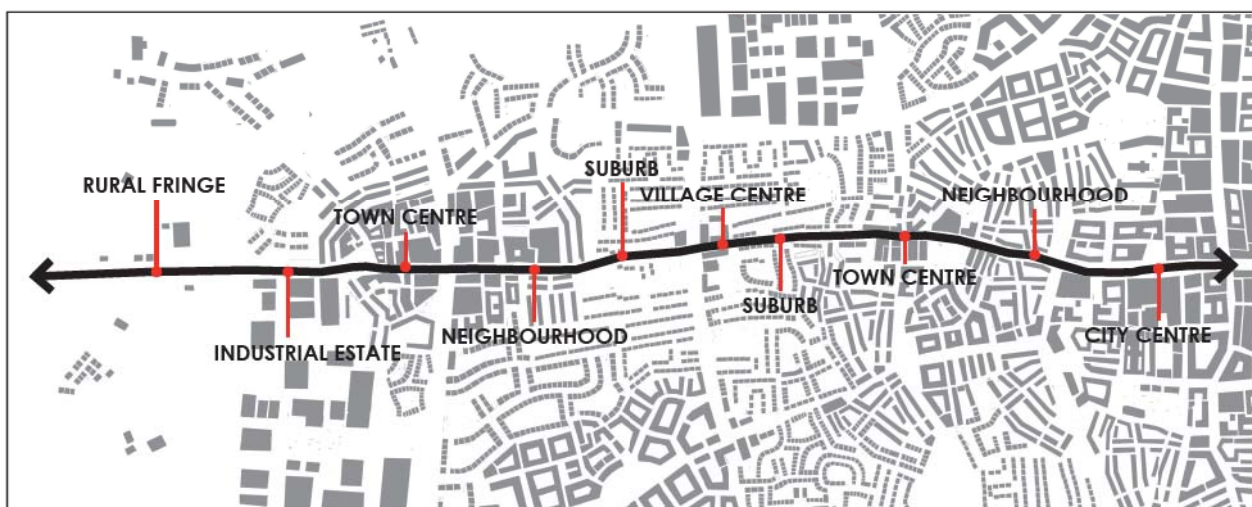 RURAL FRINGE
INDUSTRIAL ESTATE
TOWN CENTRE
NEIGHBOURHOOD
SUBURB
VILLAGE CENTRE
SUBURB
TOWN CENTRE
NEIGHBOURHOOD
CITY CENTRE